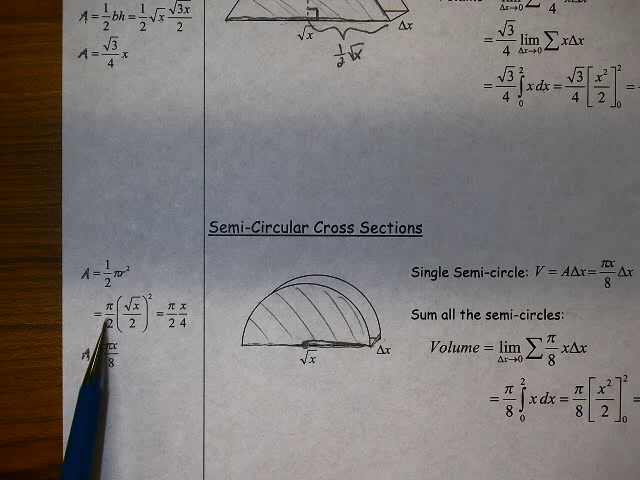 A = 1/2 bh = 1/2 √x √3x/2
A = √3/4 x
√x
Δx
1/2 √x
= √3/4 lim Δx→0 ∑ xΔx
= √3/4 ∫₀² x dx = √3/4 [x²/2]₀² =
Semi-Circular Cross Sections
A = 1/2 πr²
= π/2 (√x/2)² = π/2 x/4
A πx/8
√x
Δx
Single Semi-circle: V = AΔx = πx/8 Δx
Sum all the semi-circles:
Volume = lim Δx→0 ∑ π/8 xΔx
= π/8 ∫₀² x dx = π/8 [x²/2]₀² =